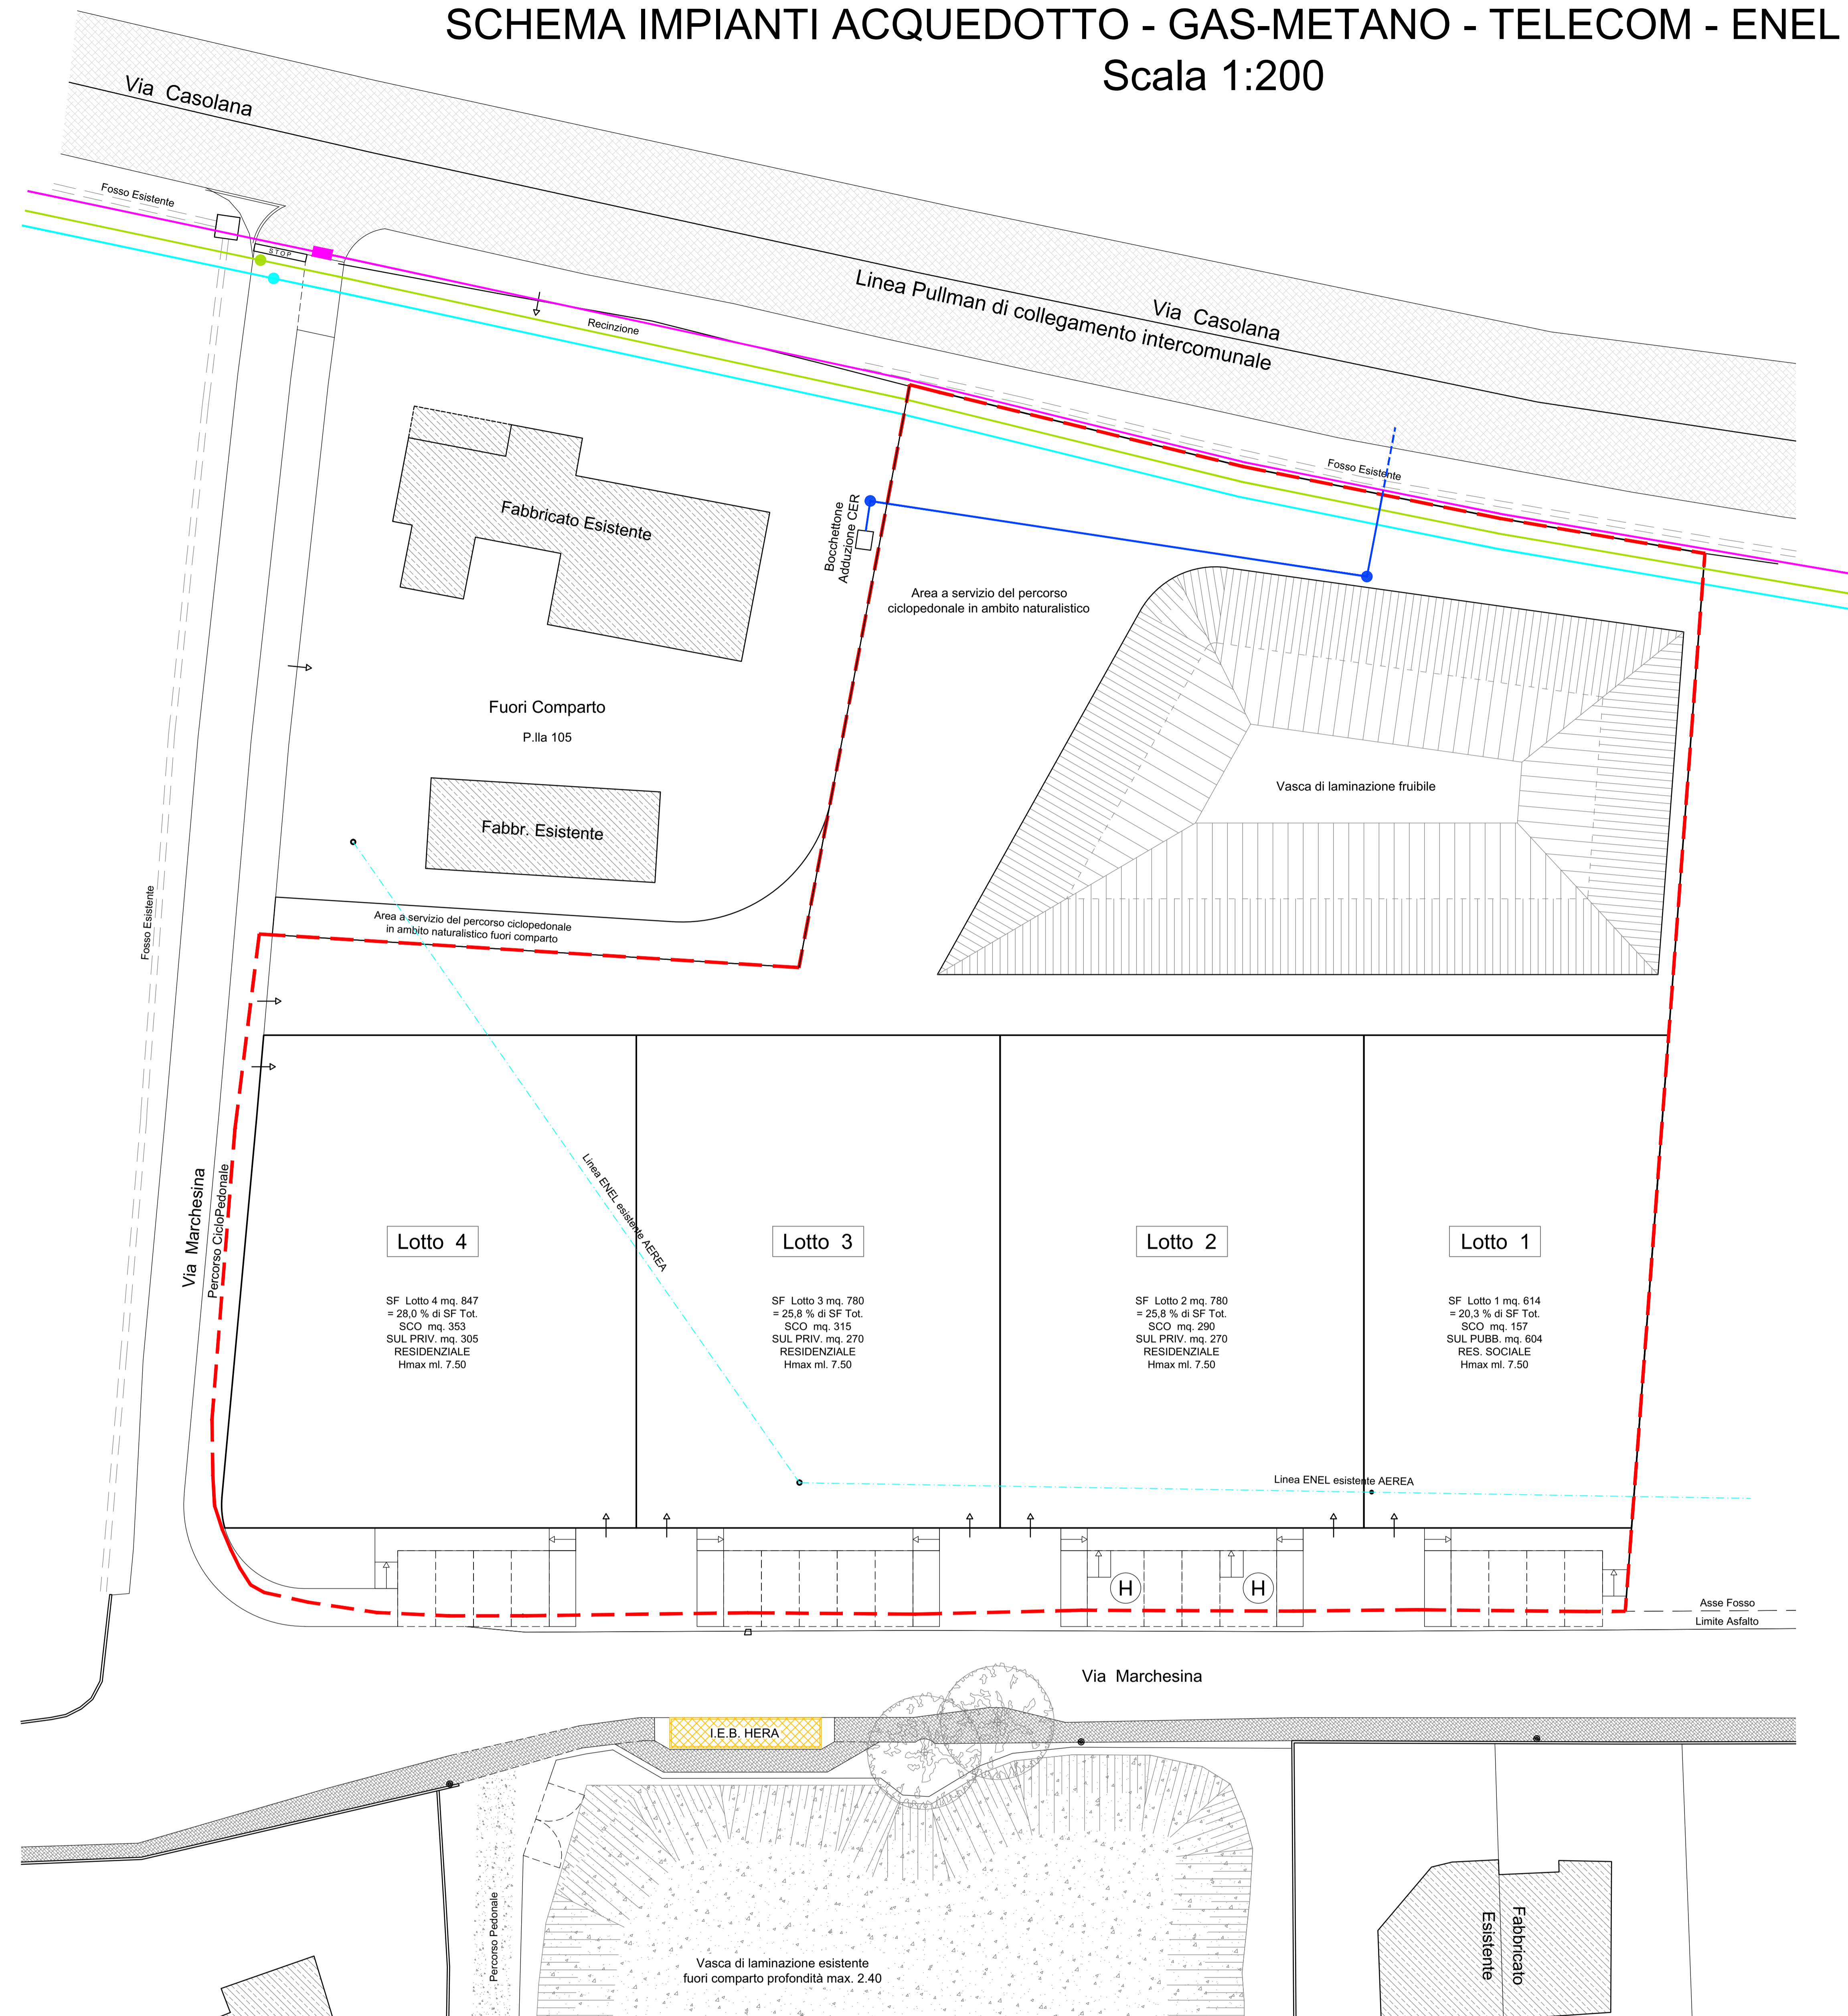 SCHEMA IMPIANTI ACQUEDOTTO - GAS-METANO - TELECOM - ENEL
Scala 1:200
Via Casolana
Fosso Esistente
STOP
Linea Pullman di collegamento intercomunale
Via Casolana
Recinzione
Fosso Esistente
Fabbricato Esistente
Bocchettone
Adduzione CER
Area a servizio del percorso
ciclopedonale in ambito naturalistico
Fuori Comparto
P.lla 105
Vasca di laminazione fruibile
Fabbr. Esistente
Fosso Esistente
Area a servizio del percorso ciclopedonale
in ambito naturalistico fuori comparto
Via Marchesina
Percorso CicloPedonale
Linea ENEL esistente AEREA
Lotto 4
SF Lotto 4 mq. 847
= 28,0 % di SF Tot.
SCO mq. 353
SUL PRIV. mq. 305
RESIDENZIALE
Hmax ml. 7.50
Lotto 3
SF Lotto 3 mq. 780
= 25,8 % di SF Tot.
SCO mq. 315
SUL PRIV. mq. 270
RESIDENZIALE
Hmax ml. 7.50
Lotto 2
SF Lotto 2 mq. 780
= 25,8 % di SF Tot.
SCO mq. 290
SUL PRIV. mq. 270
RESIDENZIALE
Hmax ml. 7.50
Lotto 1
SF Lotto 1 mq. 614
= 20,3 % di SF Tot.
SCO mq. 157
SUL PUBB. mq. 604
RES. SOCIALE
Hmax ml. 7.50
Linea ENEL esistente AEREA
H
H
Asse Fosso
Limite Asfalto
Via Marchesina
I.E.B. HERA
Percorso Pedonale
Vasca di laminazione esistente
fuori comparto profondità max. 2.40
Fabbricato
Esistente